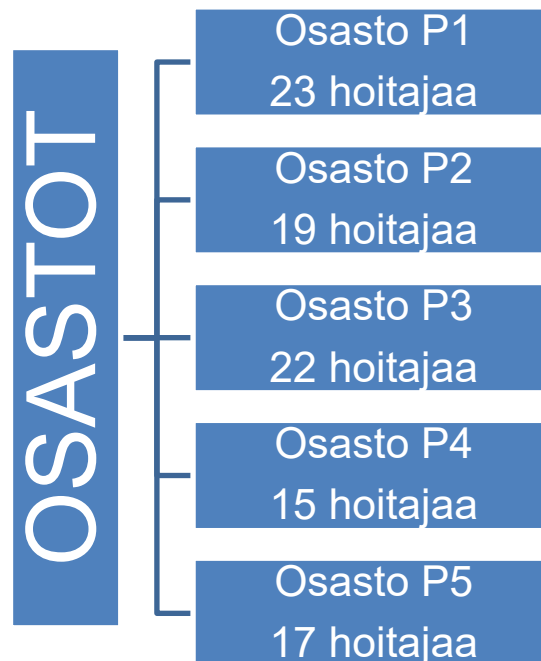 OSASTOT
Osasto P1
23 hoitajaa
Osasto P2
19 hoitajaa
Osasto P3
22 hoitajaa
Osasto P4
15 hoitajaa
Osasto P5
17 hoitajaa